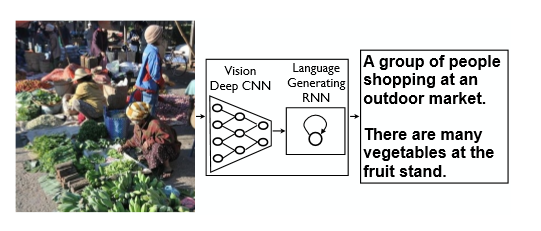 Vision
Deep CNN
Language
Generating
RNN
A group of people
shopping at an
outdoor market.
There are many
vegetables at the
fruit stand.